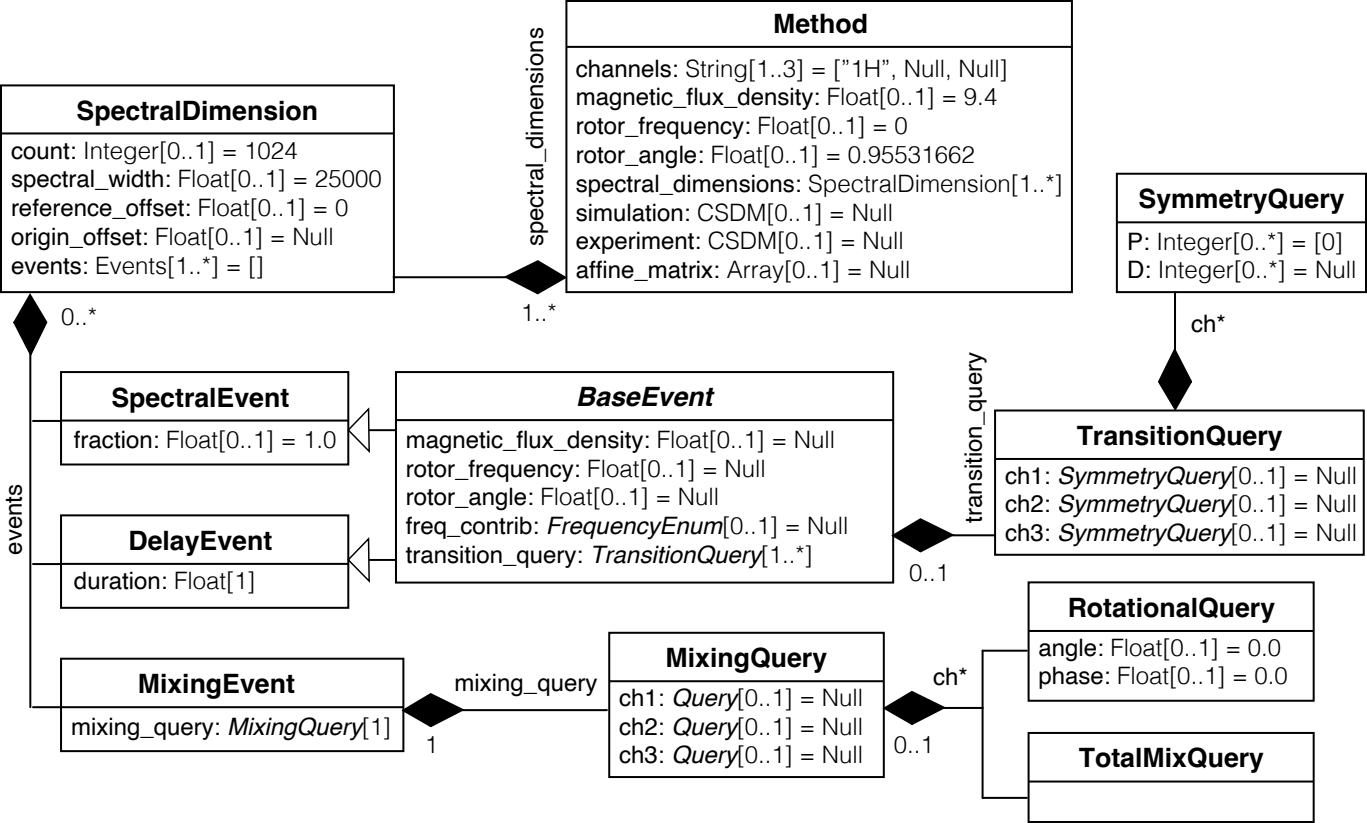 Method
channels: String[1..3] = ["1H", Null, Null]
magnetic_flux_density: Float[0..1] = 9.4
rotor_frequency: Float[0..1] = 0
rotor_angle: Float[0..1] = 0.95531662
spectral_dimensions: SpectralDimension[1..*]
simulation: CSDM[0..1] = Null
experiment: CSDM[0..1] = Null
affine_matrix: Array[0..1] = Null
spectral_dimensions
1..*
SpectralDimension
count: Integer[0..1] = 1024
spectral_width: Float[0..1] = 25000
reference_offset: Float[0..1] = 0
origin_offset: Float[0..1] = Null
events: Events[1..*] = []
0..*
events
SymmetryQuery
P: Integer[0..*] = [0]
D: Integer[0..*] = Null
ch*
SpectralEvent
fraction: Float[0..1] = 1.0
BaseEvent
magnetic_flux_density: Float[0..1] = Null
rotor_frequency: Float[0..1] = Null
rotor_angle: Float[0..1] = Null
freq_contrib: FrequencyEnum[0..1] = Null
transition_query: TransitionQuery[1..*]
transition_query
0..1
TransitionQuery
ch1: SymmetryQuery[0..1] = Null
ch2: SymmetryQuery[0..1] = Null
ch3: SymmetryQuery[0..1] = Null
DelayEvent
duration: Float[1]
MixingEvent
mixing_query: MixingQuery[1]
mixing_query
1
MixingQuery
ch1: Query[0..1] = Null
ch2: Query[0..1] = Null
ch3: Query[0..1] = Null
ch*
0..1
RotationalQuery
angle: Float[0..1] = 0.0
phase: Float[0..1] = 0.0
TotalMixQuery